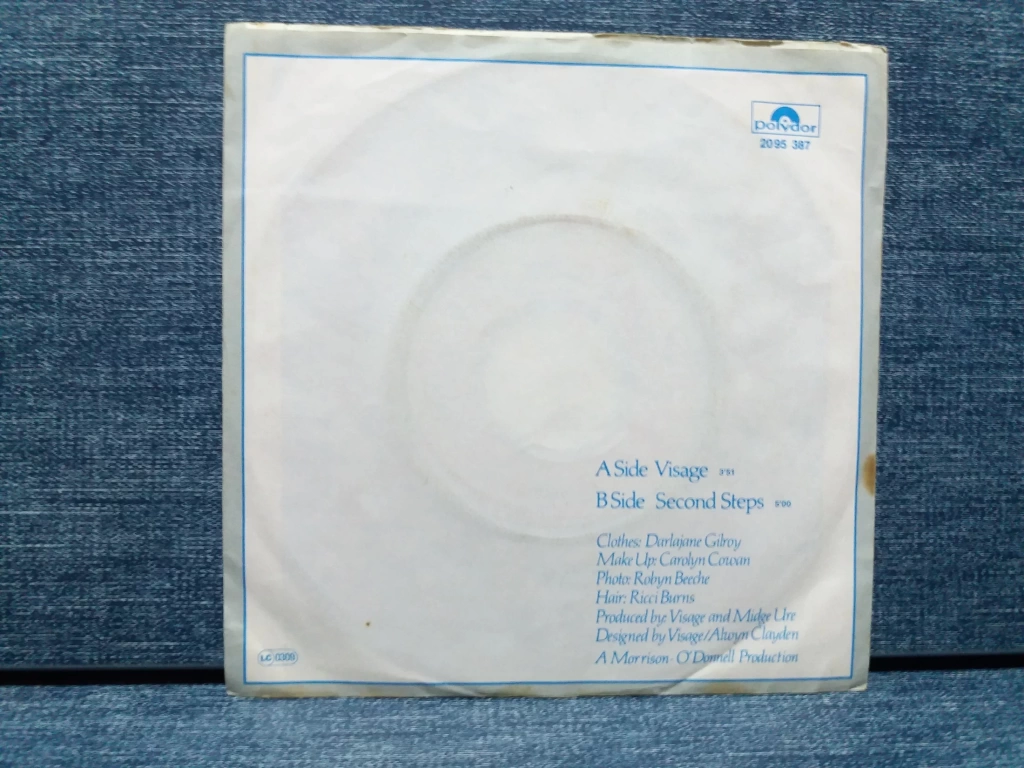 polydor
2095 387
A Side Visage 3'51
B Side Second Steps 5'00
Clothes: Darlajane Gilroy
Make Up: Carolyn Cowan
Photo: Robyn Beeche
Hair: Ricci Burns
Produced by: Visage and Midge Ure
Designed by Visage/Alwyn Clayden
A Morrison - O'Donnell Production
LC 0309